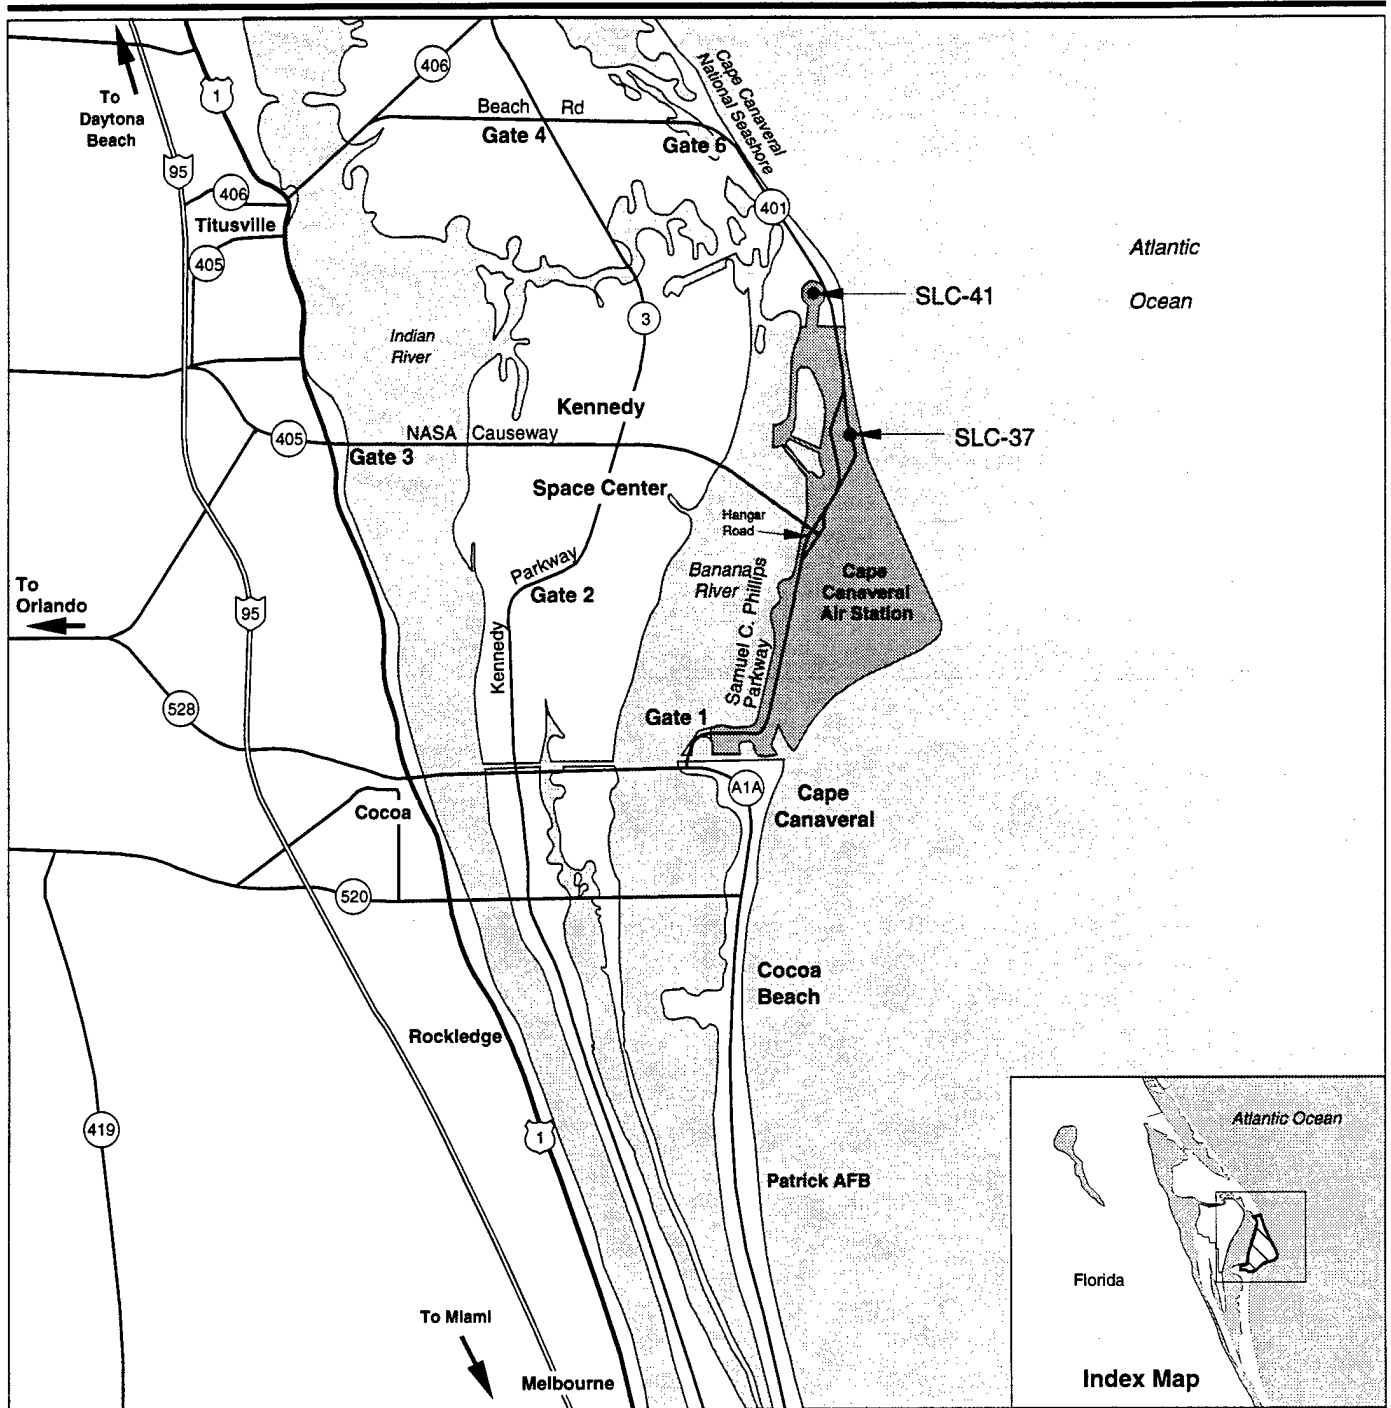 406
1
To
Daytona
Beach
Beach Rd
Gate 4
Gate 6
Cape Canaveral
National Seashore
95
406
401
Titusville
405
Atlantic
Ocean
SLC-41
3
Indian
River
Kennedy
405
NASA Causeway
SLC-37
Gate 3
Space Center
Hangar
Road
Parkway
Banana
River
Cape
Canaveral
Air Station
To
Orlando
Gate 2
95
Kennedy
Samuel C. Phillips
Parkway
528
Gate 1
A1A
Cape
Canaveral
Cocoa
520
Cocoa
Beach
Rockledge
419
1
Atlantic Ocean
Patrick AFB
Florida
To Miami
Melbourne
Index Map